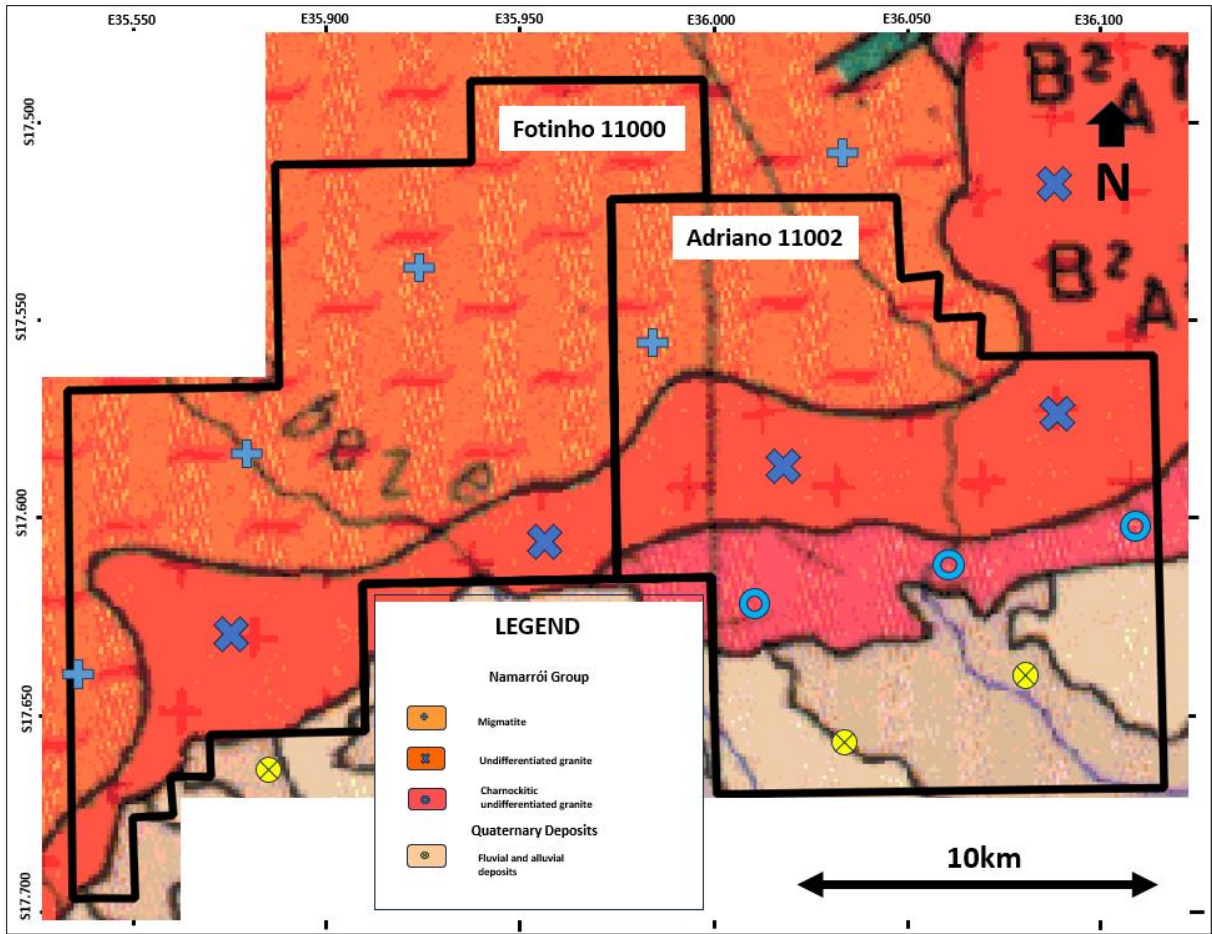 E35.550 E35.900 E35.950 E36.000 E36.050 E36.100
S17.500
S17.550
S17.600
S17.650
S17.700
B²A
N
B²A
Fotinho 11000
Adriano 11002
LEGEND
Namarrói Group
Migmatite
Undifferentiated granite
Charnockitic
undifferentiated granite
Quaternary Deposits
Fluvial and alluvial
deposits
10km